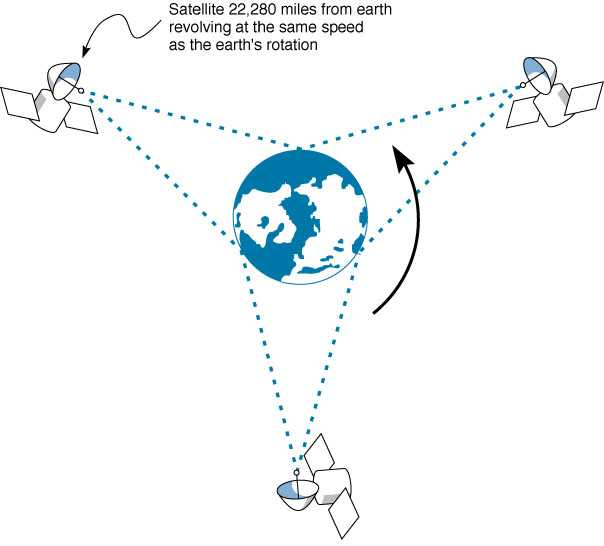 Satellite 22,280 miles from earth
revolving at the same speed
as the earth's rotation